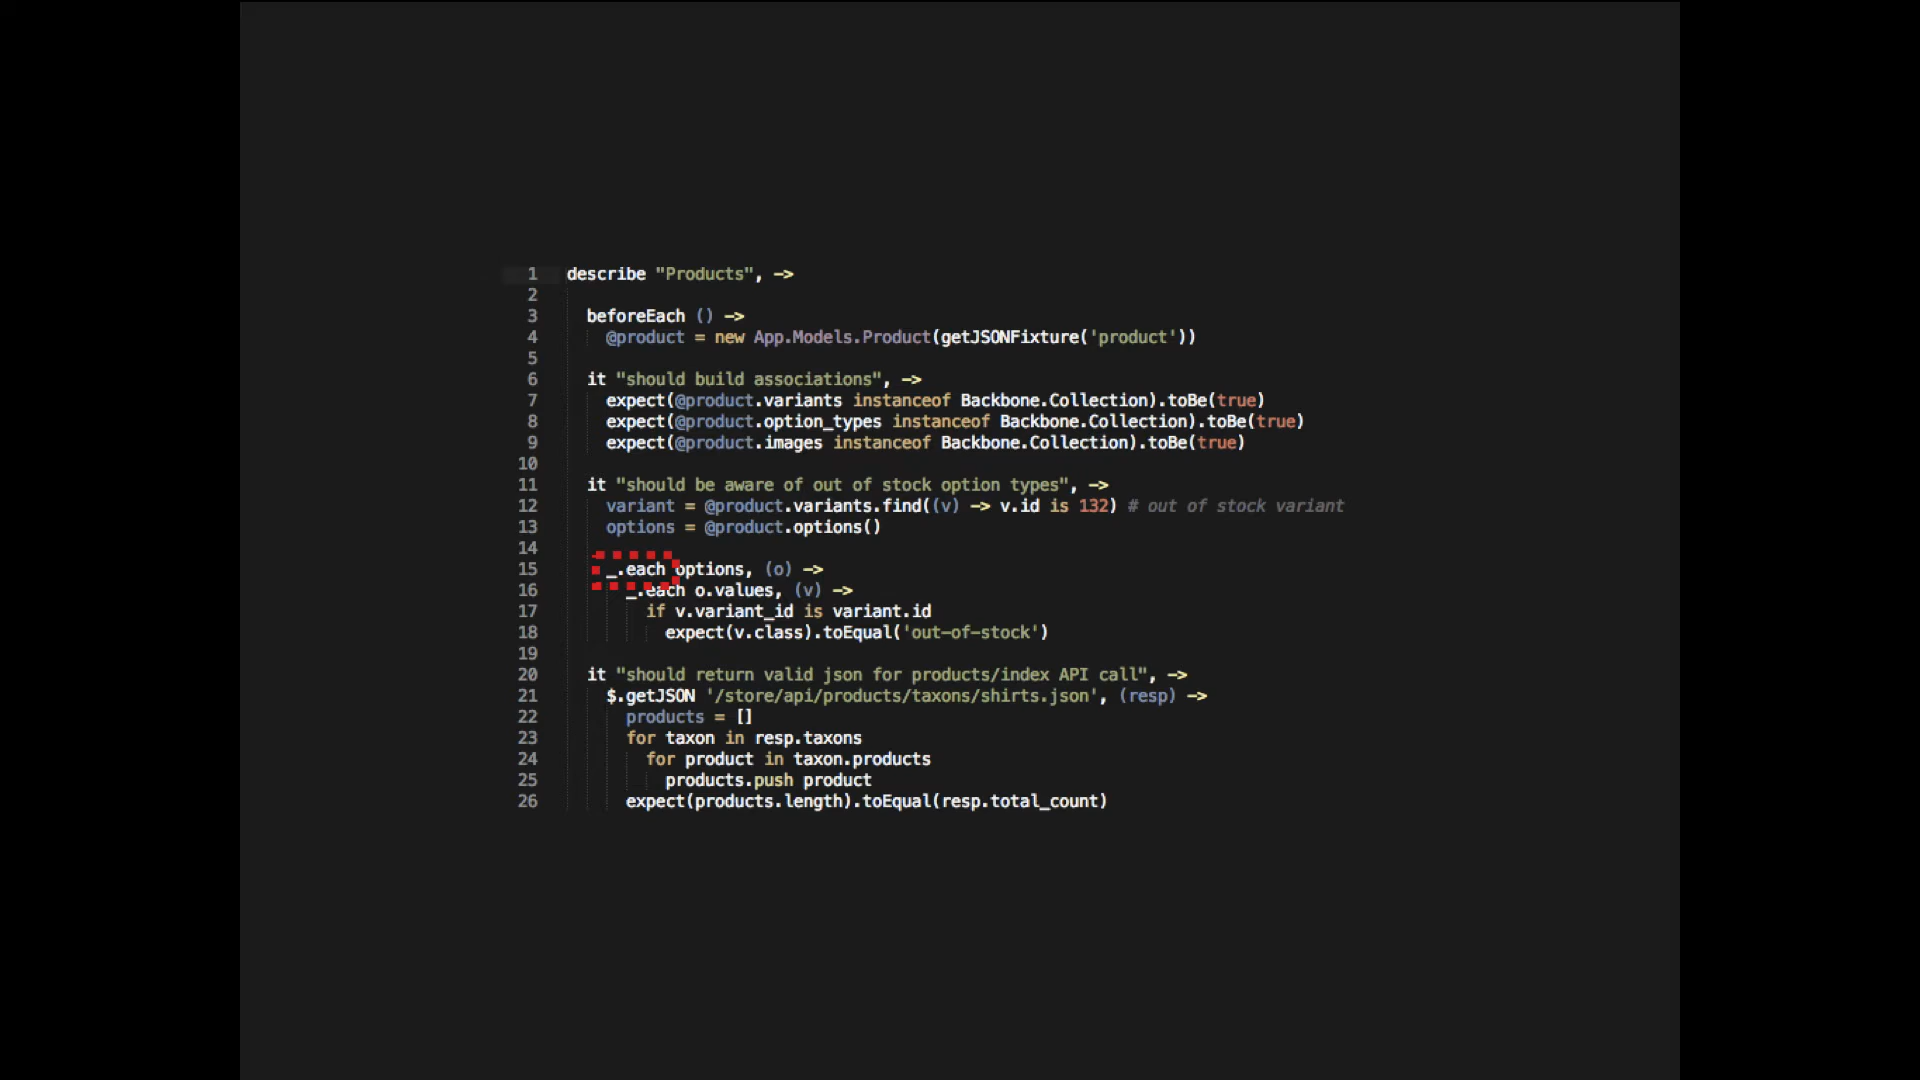 1 describe "Products", ->
2
3 beforeEach () ->
4 @product = new App.Models.Product(getJSONFixture('product'))
5
6 it "should build associations", ->
7 expect(@product.variants instanceof Backbone.Collection).toBe(true)
8 expect(@product.option_types instanceof Backbone.Collection).toBe(true)
9 expect(@product.images instanceof Backbone.Collection).toBe(true)
10
11 it "should be aware of out of stock option types", ->
12 variant = @product.variants.find((v) -> v.id is 132) # out of stock variant
13 options = @product.options()
14
15 _.each options, (o) ->
16 _.each o.values, (v) ->
17 if v.variant_id is variant.id
18 expect(v.class).toEqual('out-of-stock')
19
20 it "should return valid json for products/index API call", ->
21 $.getJSON '/store/api/products/taxons/shirts.json', (resp) ->
22 products = []
23 for taxon in resp.taxons
24 for product in taxon.products
25 products.push product
26 expect(products.length).toEqual(resp.total_count)